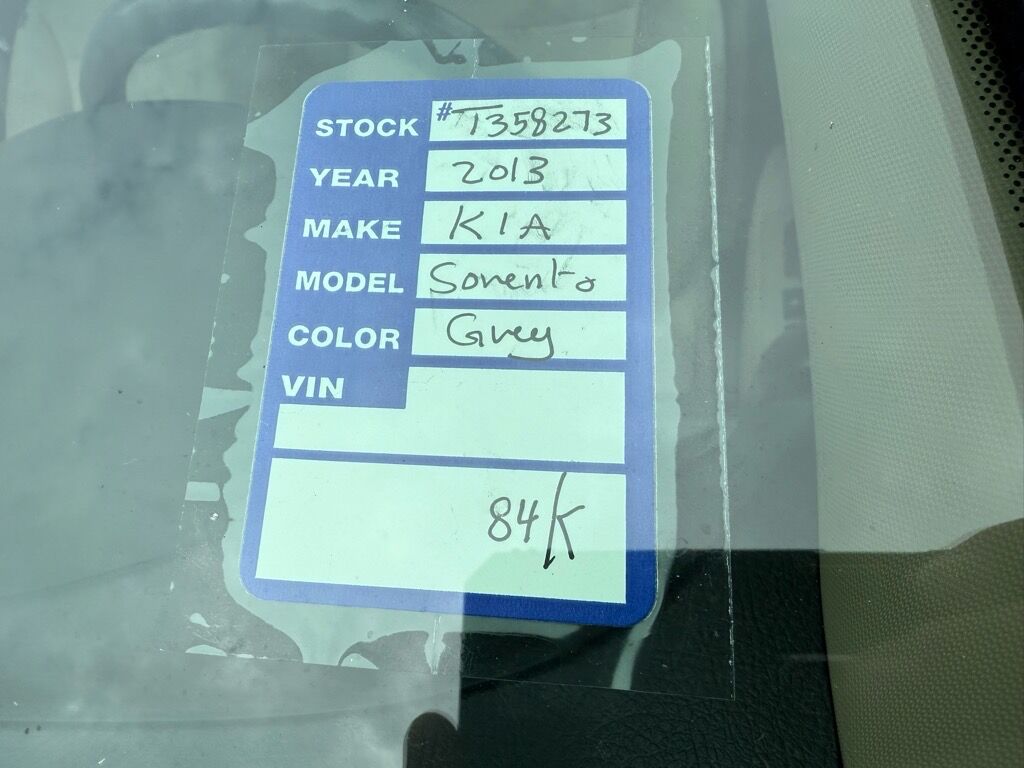 STOCK #T358273
YEAR 2013
MAKE KIA
MODEL Sorento
COLOR Grey
VIN
84K